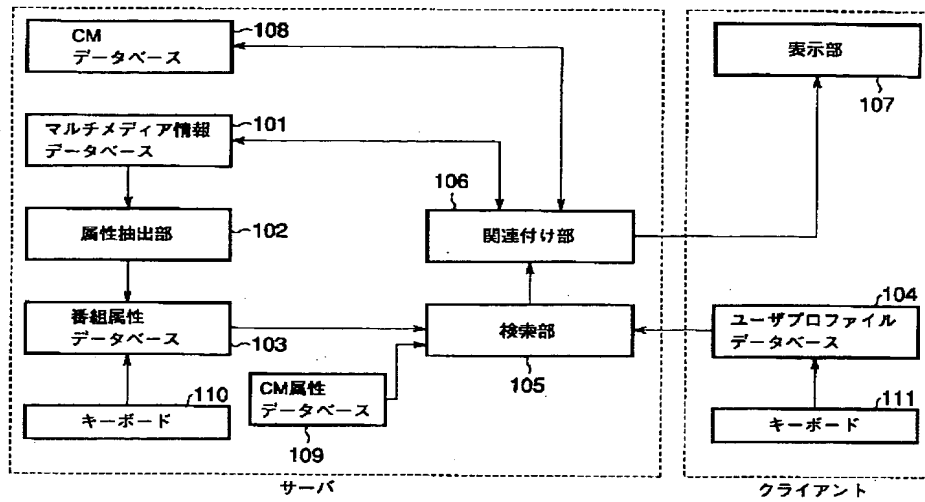 CM
データベース
108
マルチメディア情報
データベース
101
属性抽出部
102
番組属性
データベース
103
キーボード
110
CM属性
データベース
109
106
関連付け部
検索部
105
サーバ
表示部
107
104
ユーザプロファイル
データベース
111
キーボード
クライアント